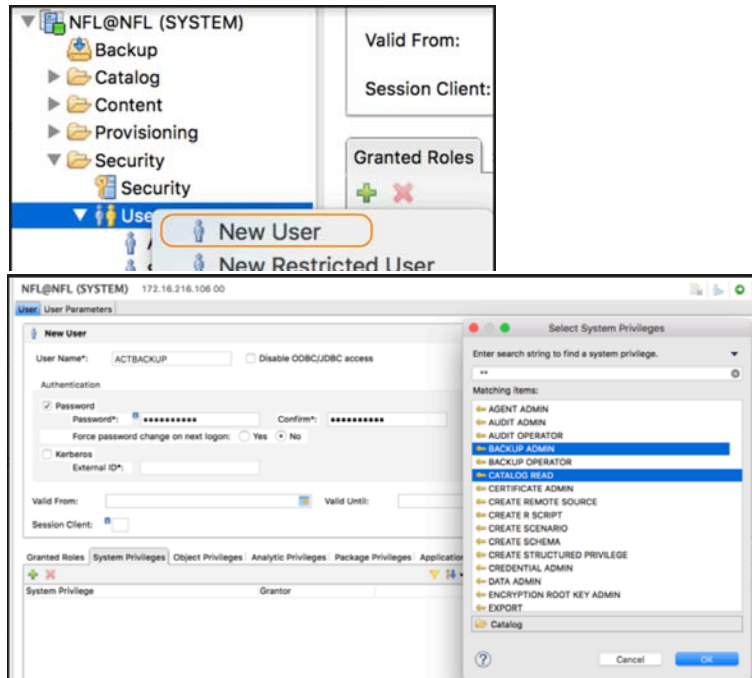 NFL@NFL (SYSTEM)
Backup
Catalog
Content
Provisioning
Security
Security
Use
New User
New Restricted User
Valid From:
Session Client:
Granted Roles
NFL@NFL (SYSTEM) 172.16.216.106 00
User User Parameters
New User
User Name*: ACTBACKUP Disable ODBC/JDBC access
Authentication
Password
Password*: •••••••••• Confirm*: ••••••••••
Force password change on next logon: Yes No
Kerberos
External ID*:
Valid From: Valid Until:
Session Client:
Granted Roles System Privileges Object Privileges Analytic Privileges Package Privileges Application
System Privilege Grantor
Select System Privileges
Enter search string to find a system privilege.
**
Matching items:
AGENT ADMIN
AUDIT ADMIN
AUDIT OPERATOR
BACKUP ADMIN
BACKUP OPERATOR
CATALOG READ
CERTIFICATE ADMIN
CREATE REMOTE SOURCE
CREATE R SCRIPT
CREATE SCENARIO
CREATE SCHEMA
CREATE STRUCTURED PRIVILEGE
CREDENTIAL ADMIN
DATA ADMIN
ENCRYPTION ROOT KEY ADMIN
EXPORT
Catalog
? Cancel OK